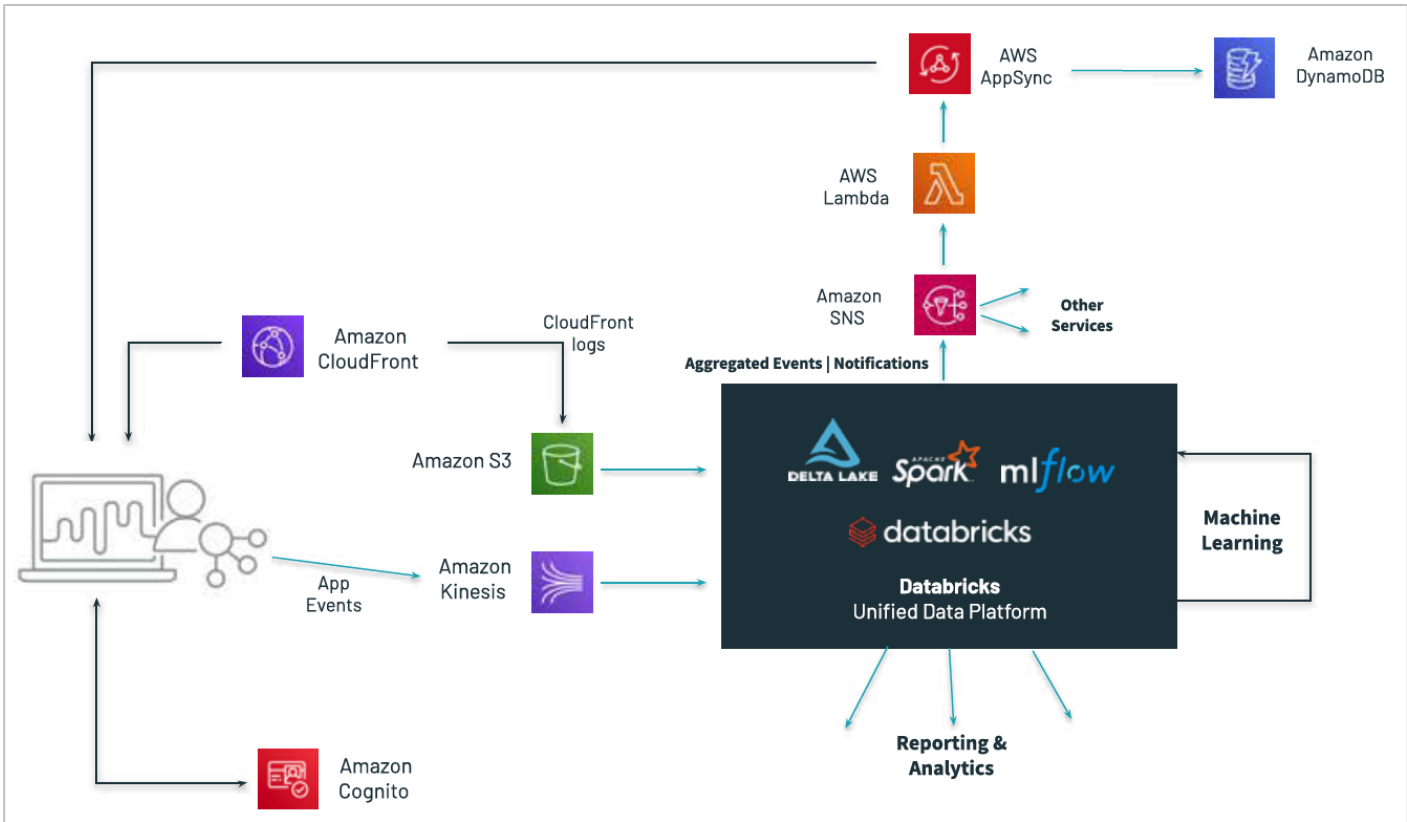 AWS
AppSync
Amazon
DynamoDB
AWS
Lambda
Amazon
SNS
Other
Services
Amazon
CloudFront
CloudFront
logs
Aggregated Events | Notifications
Amazon S3
DELTA LAKE
APACHE
Spark
mlflow
databricks
Machine
Learning
App
Events
Amazon
Kinesis
Databricks
Unified Data Platform
Reporting &
Analytics
Amazon
Cognito